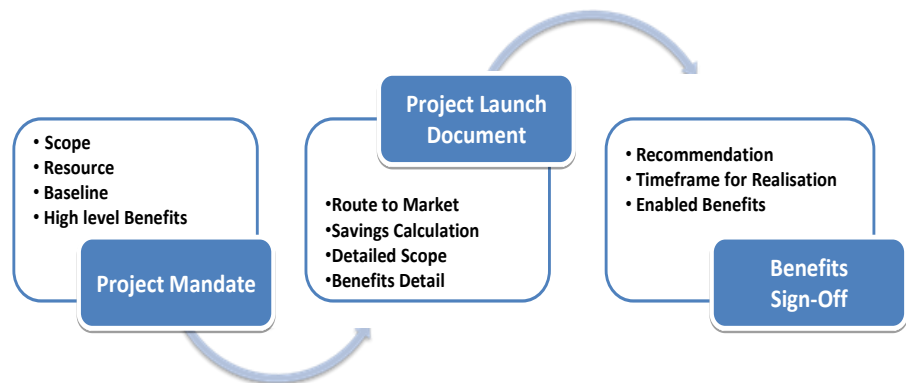 • Scope
• Resource
• Baseline
• High level Benefits
Project Mandate
Project Launch
Document
•Route to Market
•Savings Calculation
•Detailed Scope
•Benefits Detail
• Recommendation
• Timeframe for Realisation
• Enabled Benefits
Benefits
Sign-Off